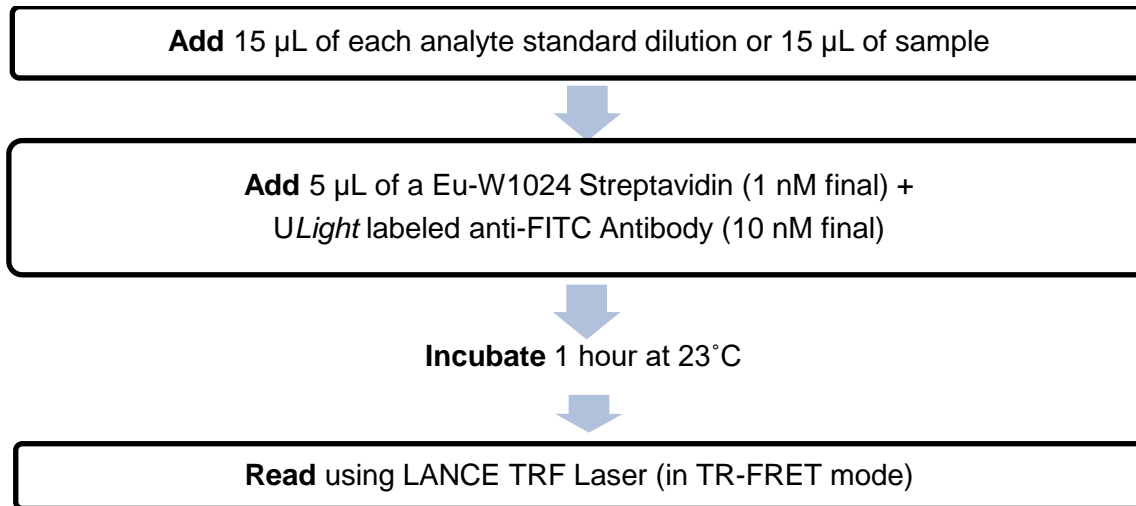 Add 15 µL of each analyte standard dilution or 15 µL of sample
Add 5 µL of a Eu-W1024 Streptavidin (1 nM final) +
ULight labeled anti-FITC Antibody (10 nM final)
Incubate 1 hour at 23˚C
Read using LANCE TRF Laser (in TR-FRET mode)